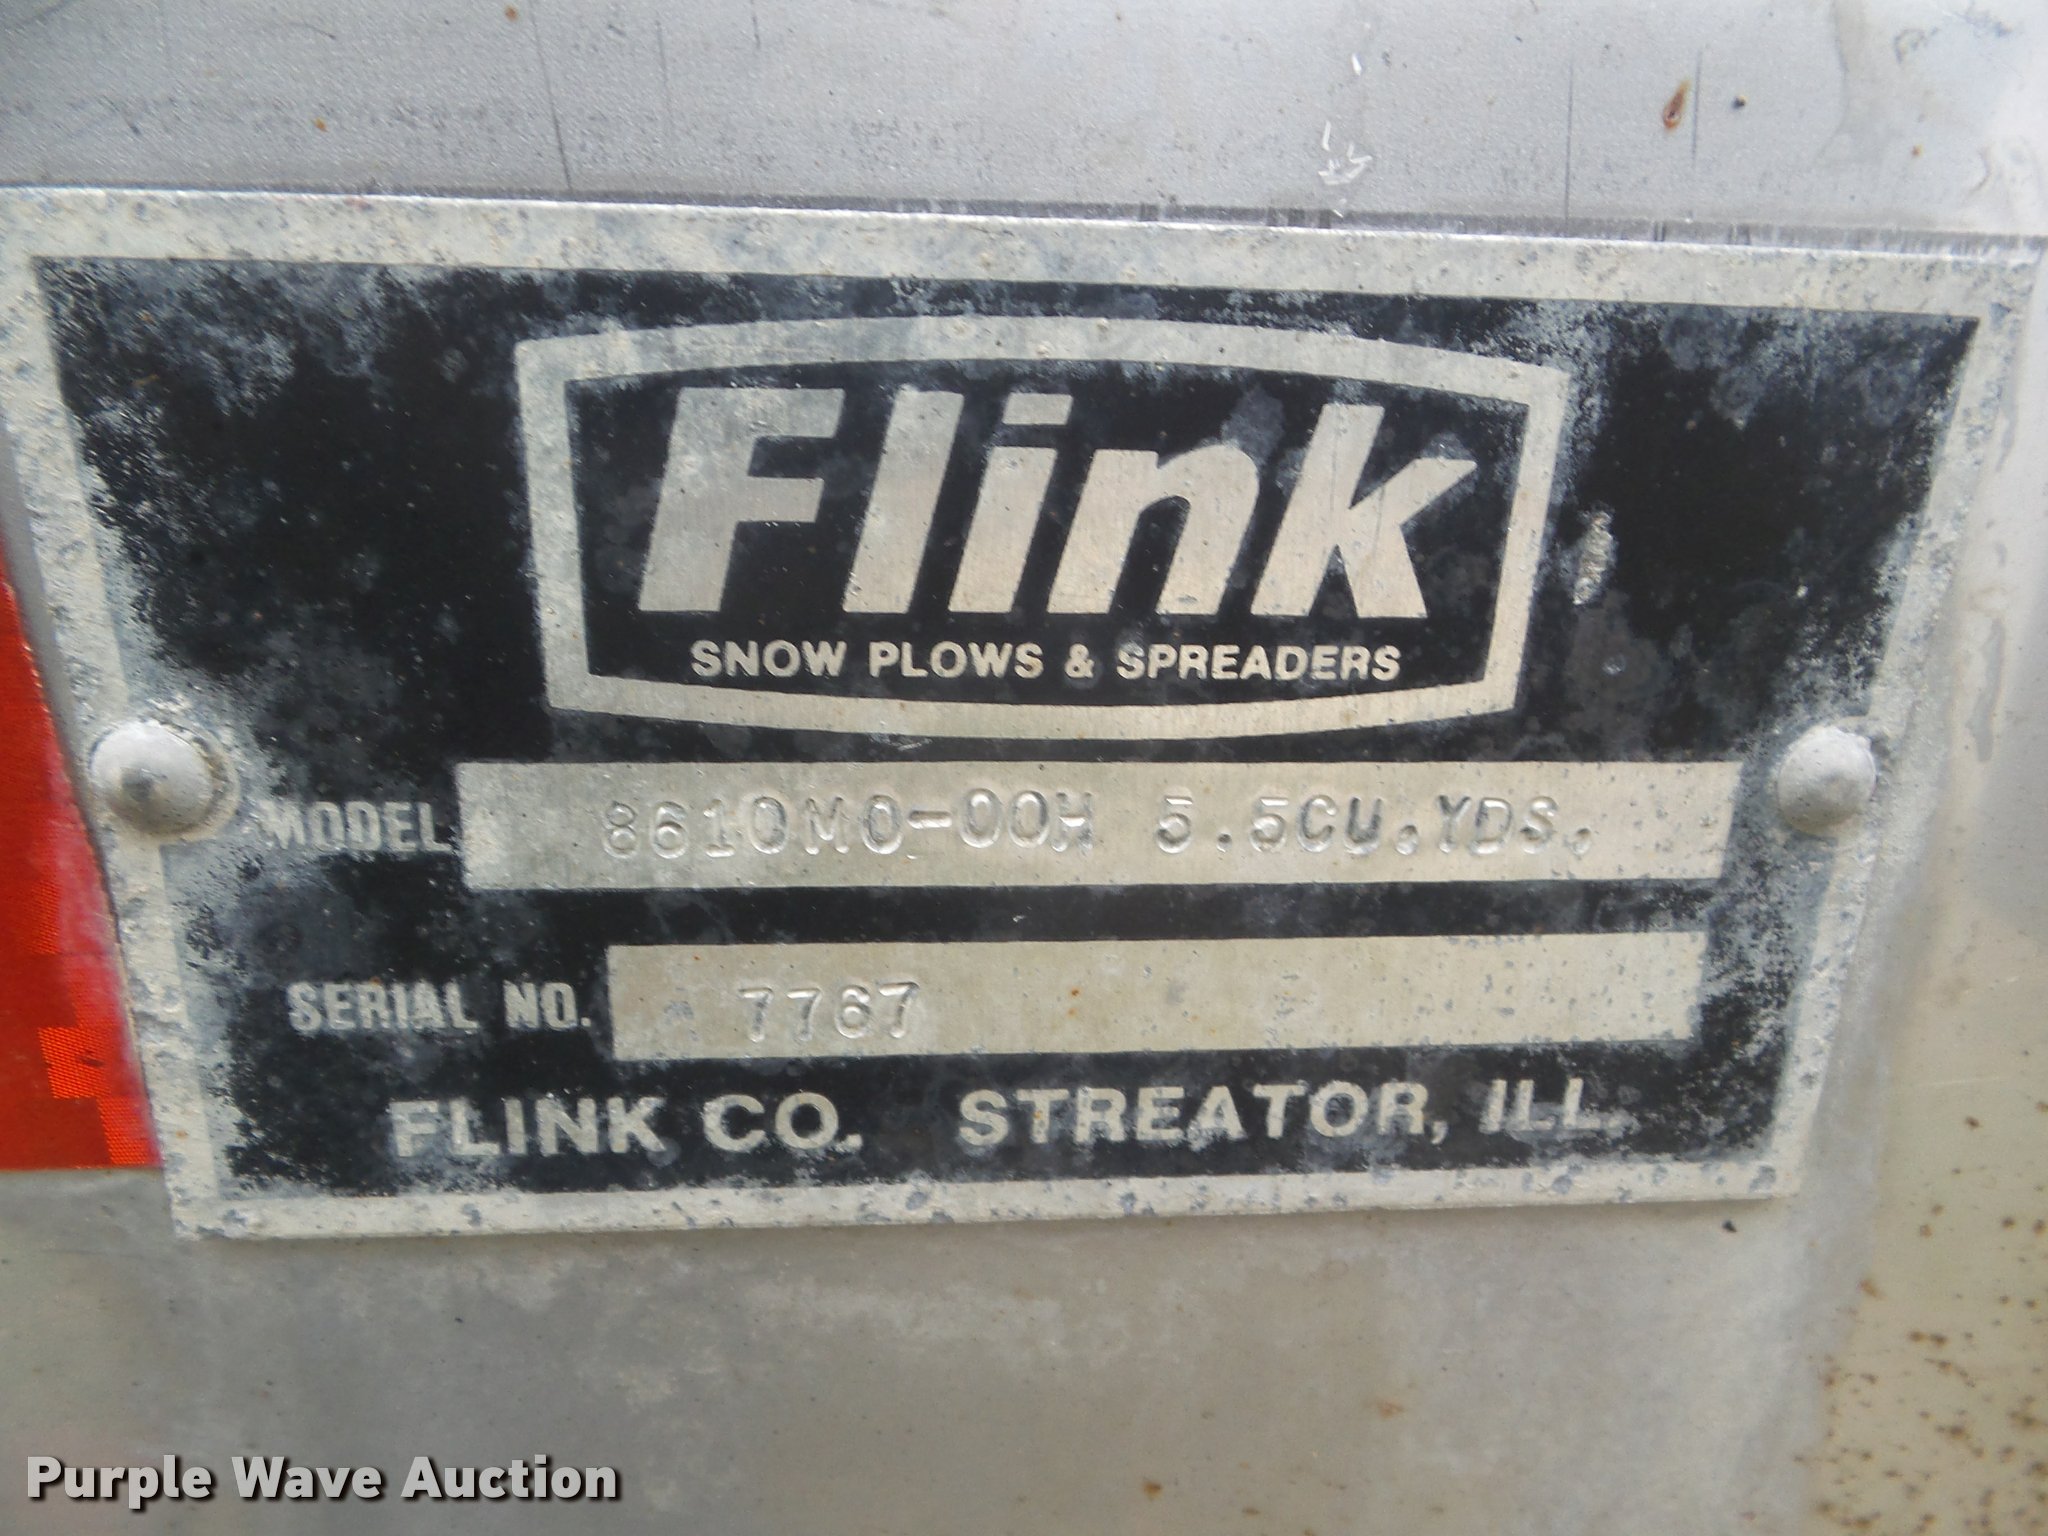 Flink
SNOW PLOWS & SPREADERS
MODEL 8610M0-00H 5.5CU.YDS.
SERIAL NO. 7767
FLINK CO. STREATOR, ILL.
Purple Wave Auction